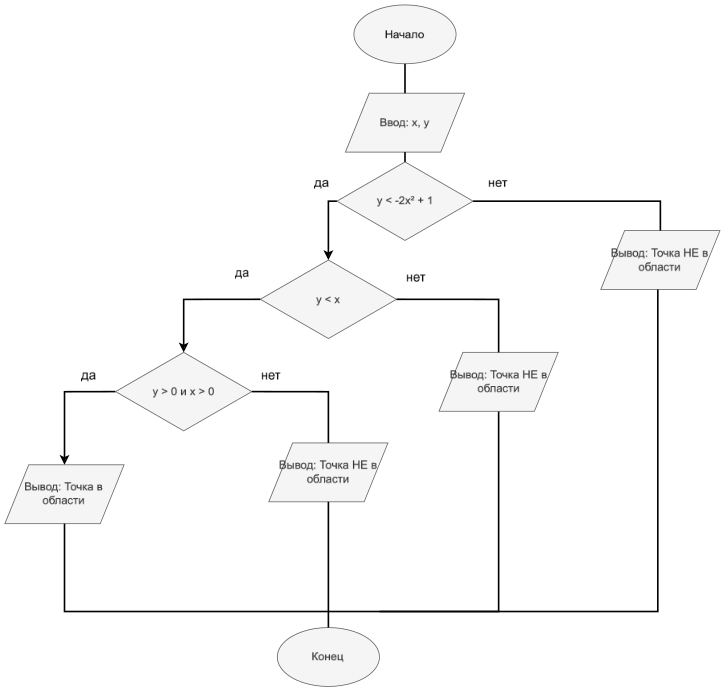 Начало
Ввод: x, y
да
нет
y < -2x² + 1
Вывод: Точка НЕ в
области
да
нет
y < x
Вывод: Точка НЕ в
области
да
нет
y > 0 и x > 0
Вывод: Точка НЕ в
области
Вывод: Точка в
области
Конец